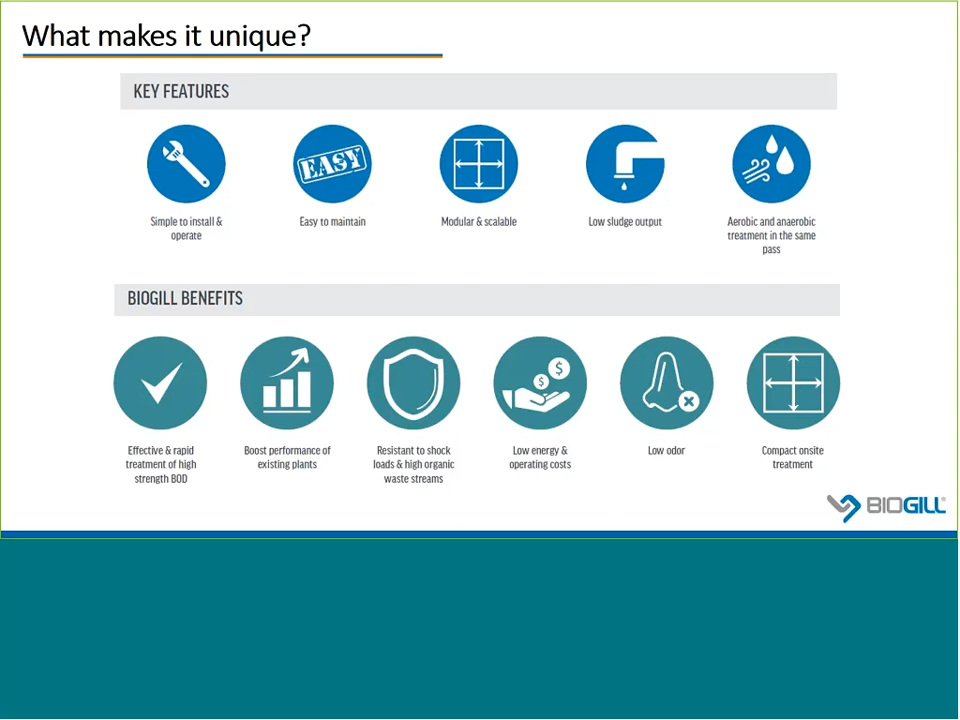 What makes it unique?
KEY FEATURES
EASY
Simple to install &
operate
Easy to maintain
Modular & scalable
Low sludge output
Aerobic and anaerobic
treatment in the same
pass
BIOGILL BENEFITS
$
$
Effective & rapid
treatment of high
strength BOD
Boost performance of
existing plants
Resistant to shock
loads & high organic
waste streams
Low energy &
operating costs
Low odor
Compact onsite
treatment
BIOGILL®